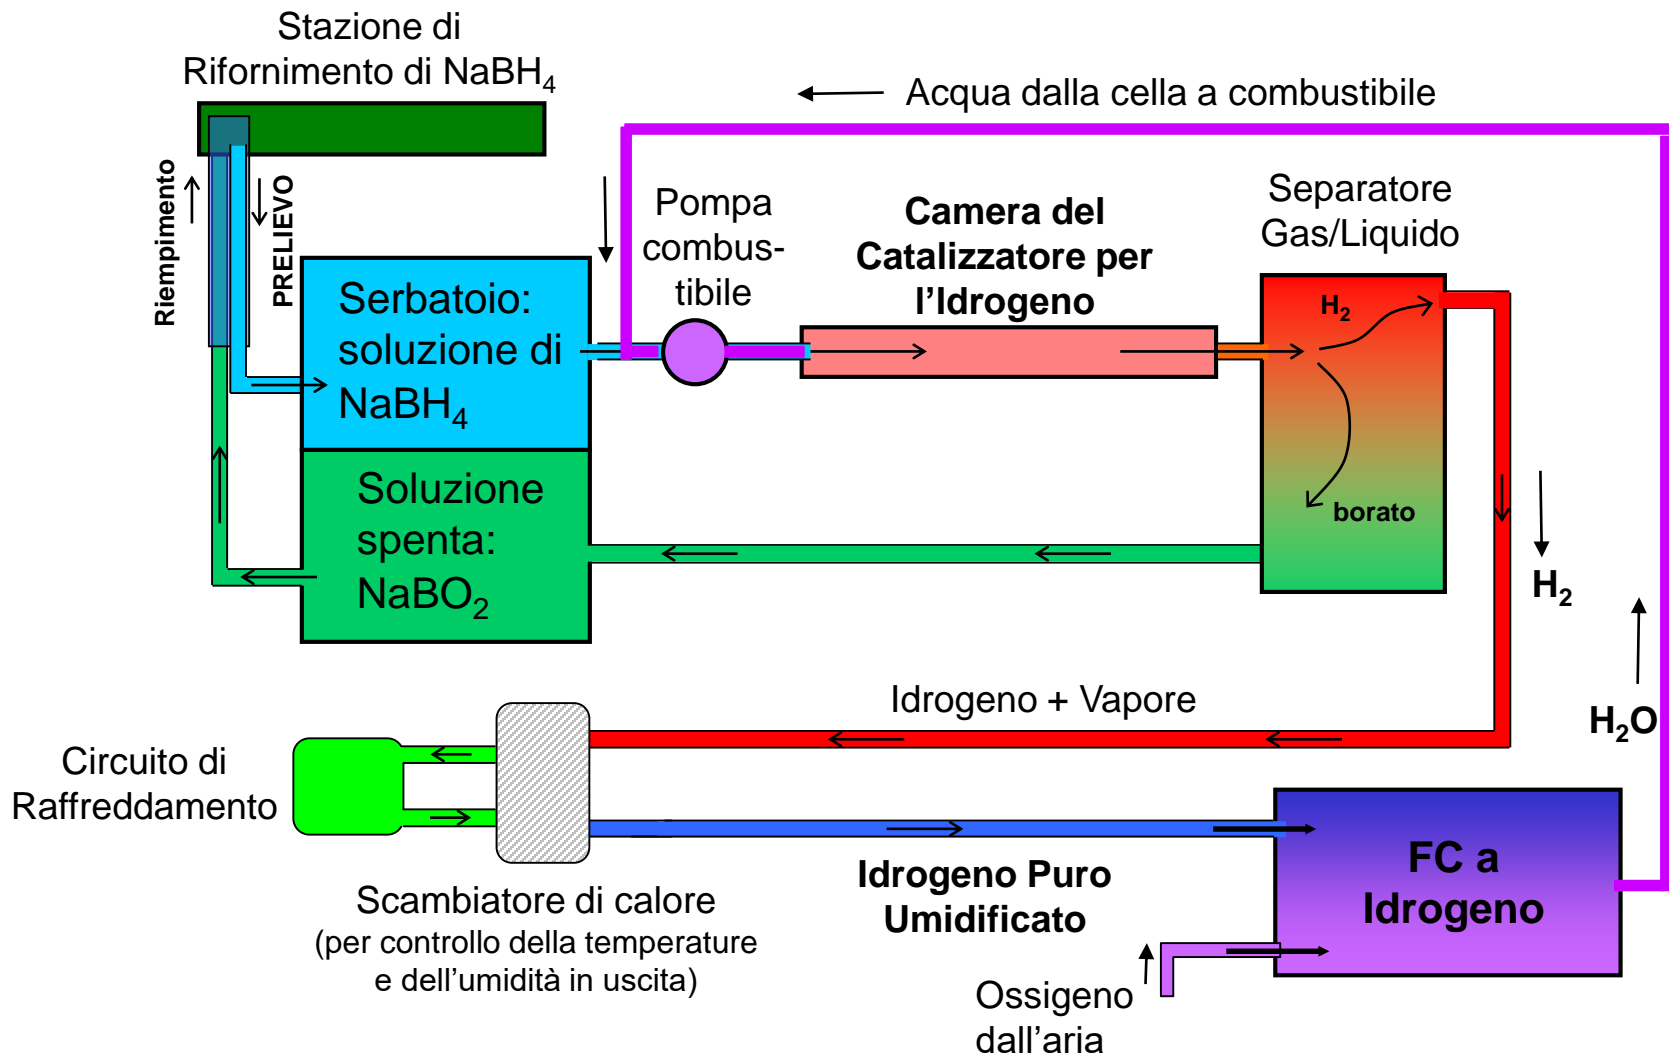 Stazione di
Rifornimento di NaBH4
Acqua dalla cella a combustibile
Riempimento
PRELIEVO
Pompa
combus-
tibile
Camera del
Catalizzatore per
l'Idrogeno
Separatore
Gas/Liquido
Serbatoio:
soluzione di
NaBH4
H2
borato
Soluzione
spenta:
NaBO2
H2
H2O
Idrogeno + Vapore
Circuito di
Raffreddamento
Scambiatore di calore
(per controllo della temperature
e dell'umidità in uscita)
Idrogeno Puro
Umidificato
FC a
Idrogeno
Ossigeno
dall'aria